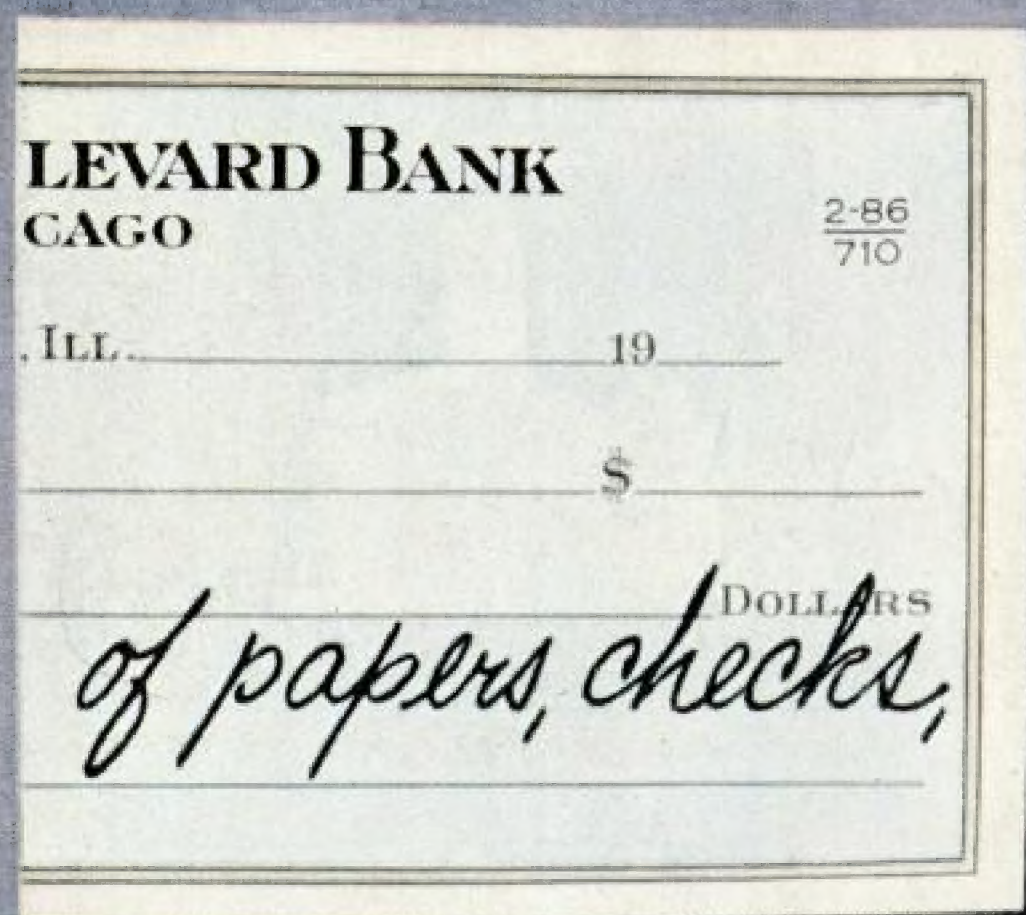 LEVARD BANK
CAGO
2-86
710
, ILL. 19
$
DOLLARS
of papers, checks,